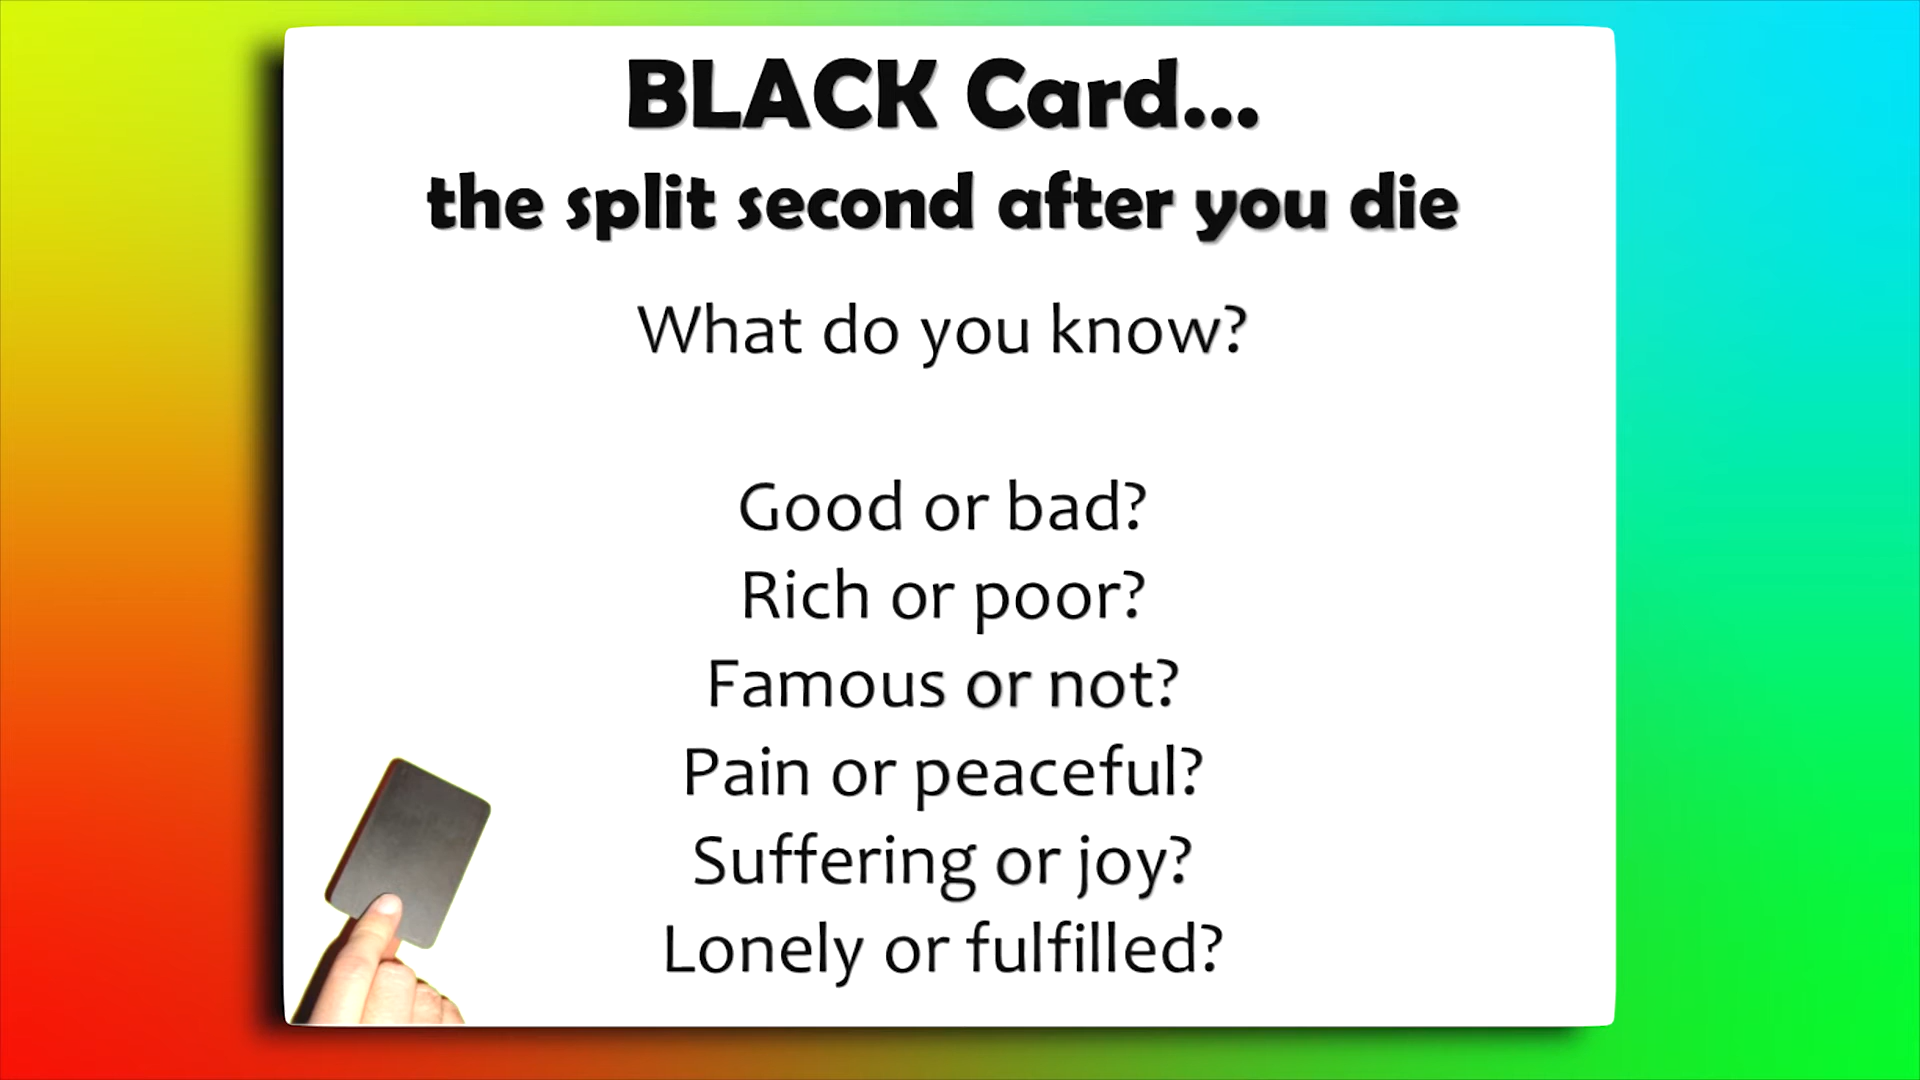 BLACK Card...
the split second after you die
What do you know?
Good or bad?
Rich or poor?
Famous or not?
Pain or peaceful?
Suffering or joy?
Lonely or fulfilled?